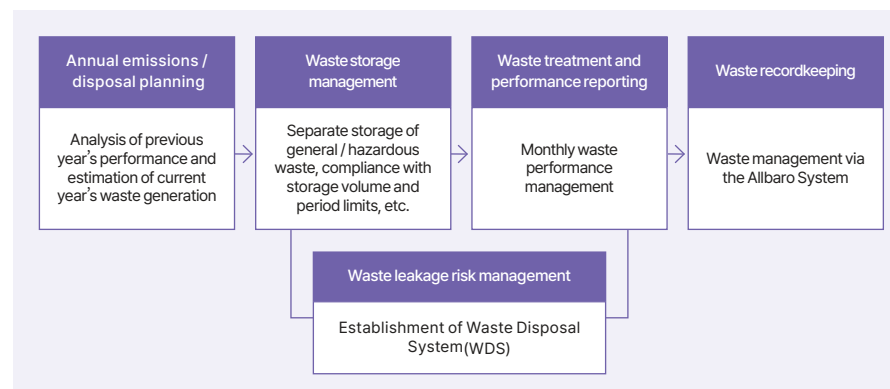 Annual emissions /
disposal planning
Analysis of previous
year's performance and
estimation of current
year's waste generation
Waste storage
management
Separate storage of
general / hazardous
waste, compliance with
storage volume and
period limits, etc.
Waste treatment and
performance reporting
Monthly waste
performance
management
Waste recordkeeping
Waste management via
the Allbaro System
Waste leakage risk management
Establishment of Waste Disposal
System(WDS)